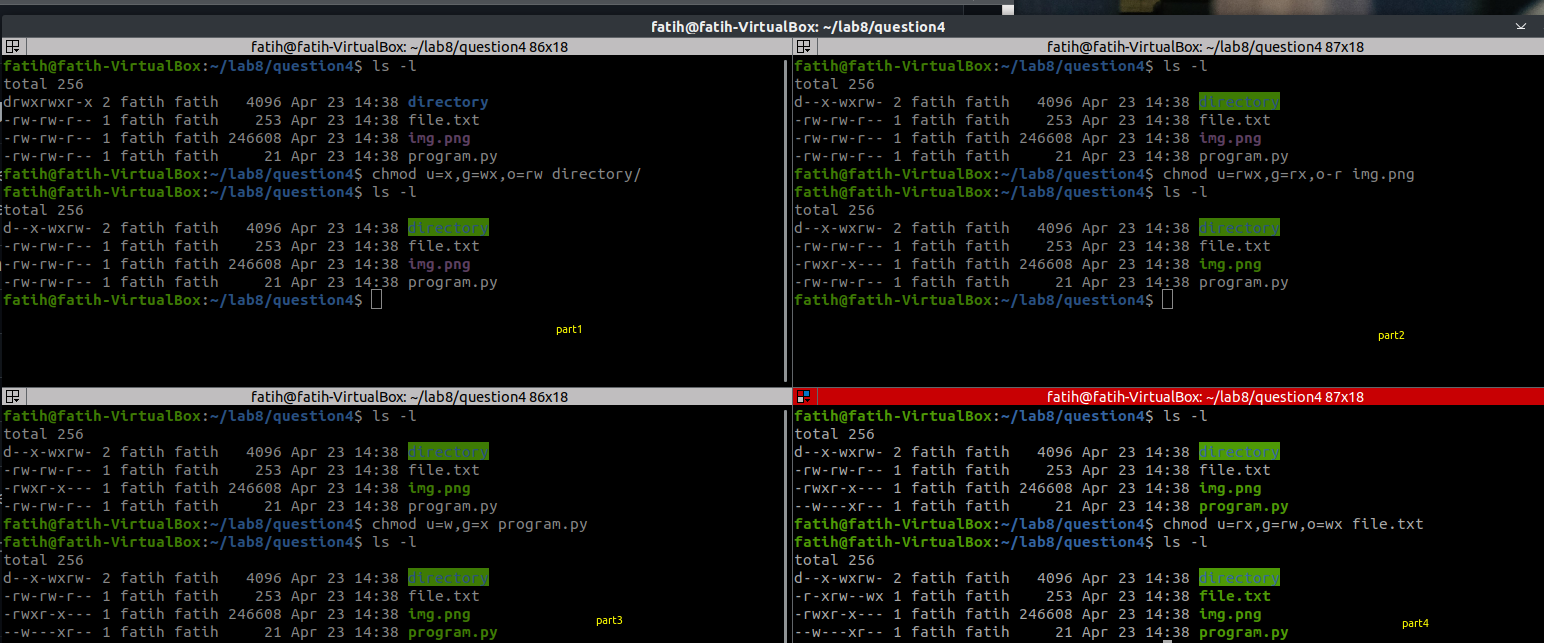 fatih@fatih-VirtualBox: ~/lab8/question4
fatih@fatih-VirtualBox: ~/lab8/question4 86x18
fatih@fatih-VirtualBox:~/lab8/question4$ ls -l
total 256
drwxrwxr-x 2 fatih fatih   4096 Apr 23 14:38 directory
-rw-rw-r-- 1 fatih fatih    253 Apr 23 14:38 file.txt
-rw-rw-r-- 1 fatih fatih 246608 Apr 23 14:38 img.png
-rw-rw-r-- 1 fatih fatih     21 Apr 23 14:38 program.py
fatih@fatih-VirtualBox:~/lab8/question4$ chmod u=x,g=wx,o=rw directory/
fatih@fatih-VirtualBox:~/lab8/question4$ ls -l
total 256
d--x-wxrw- 2 fatih fatih   4096 Apr 23 14:38 directory
-rw-rw-r-- 1 fatih fatih    253 Apr 23 14:38 file.txt
-rw-rw-r-- 1 fatih fatih 246608 Apr 23 14:38 img.png
-rw-rw-r-- 1 fatih fatih     21 Apr 23 14:38 program.py
fatih@fatih-VirtualBox:~/lab8/question4$
part1
fatih@fatih-VirtualBox: ~/lab8/question4 87x18
fatih@fatih-VirtualBox:~/lab8/question4$ ls -l
total 256
d--x-wxrw- 2 fatih fatih   4096 Apr 23 14:38 directory
-rw-rw-r-- 1 fatih fatih    253 Apr 23 14:38 file.txt
-rw-rw-r-- 1 fatih fatih 246608 Apr 23 14:38 img.png
-rw-rw-r-- 1 fatih fatih     21 Apr 23 14:38 program.py
fatih@fatih-VirtualBox:~/lab8/question4$ chmod u=rwx,g=rx,o-r img.png
fatih@fatih-VirtualBox:~/lab8/question4$ ls -l
total 256
d--x-wxrw- 2 fatih fatih   4096 Apr 23 14:38 directory
-rw-rw-r-- 1 fatih fatih    253 Apr 23 14:38 file.txt
-rwxr-x--- 1 fatih fatih 246608 Apr 23 14:38 img.png
-rw-rw-r-- 1 fatih fatih     21 Apr 23 14:38 program.py
fatih@fatih-VirtualBox:~/lab8/question4$
part2
fatih@fatih-VirtualBox: ~/lab8/question4 86x18
fatih@fatih-VirtualBox:~/lab8/question4$ ls -l
total 256
d--x-wxrw- 2 fatih fatih   4096 Apr 23 14:38 directory
-rw-rw-r-- 1 fatih fatih    253 Apr 23 14:38 file.txt
-rwxr-x--- 1 fatih fatih 246608 Apr 23 14:38 img.png
-rw-rw-r-- 1 fatih fatih     21 Apr 23 14:38 program.py
fatih@fatih-VirtualBox:~/lab8/question4$ chmod u=w,g=x program.py
fatih@fatih-VirtualBox:~/lab8/question4$ ls -l
total 256
d--x-wxrw- 2 fatih fatih   4096 Apr 23 14:38 directory
-rw-rw-r-- 1 fatih fatih    253 Apr 23 14:38 file.txt
-rwxr-x--- 1 fatih fatih 246608 Apr 23 14:38 img.png
--w---xr-- 1 fatih fatih     21 Apr 23 14:38 program.py
part3
fatih@fatih-VirtualBox: ~/lab8/question4 87x18
fatih@fatih-VirtualBox:~/lab8/question4$ ls -l
total 256
d--x-wxrw- 2 fatih fatih   4096 Apr 23 14:38 directory
-rw-rw-r-- 1 fatih fatih    253 Apr 23 14:38 file.txt
-rwxr-x--- 1 fatih fatih 246608 Apr 23 14:38 img.png
--w---xr-- 1 fatih fatih     21 Apr 23 14:38 program.py
fatih@fatih-VirtualBox:~/lab8/question4$ chmod u=rx,g=rw,o=wx file.txt
fatih@fatih-VirtualBox:~/lab8/question4$ ls -l
total 256
d--x-wxrw- 2 fatih fatih   4096 Apr 23 14:38 directory
-r-xrw--wx 1 fatih fatih    253 Apr 23 14:38 file.txt
-rwxr-x--- 1 fatih fatih 246608 Apr 23 14:38 img.png
--w---xr-- 1 fatih fatih     21 Apr 23 14:38 program.py
part4